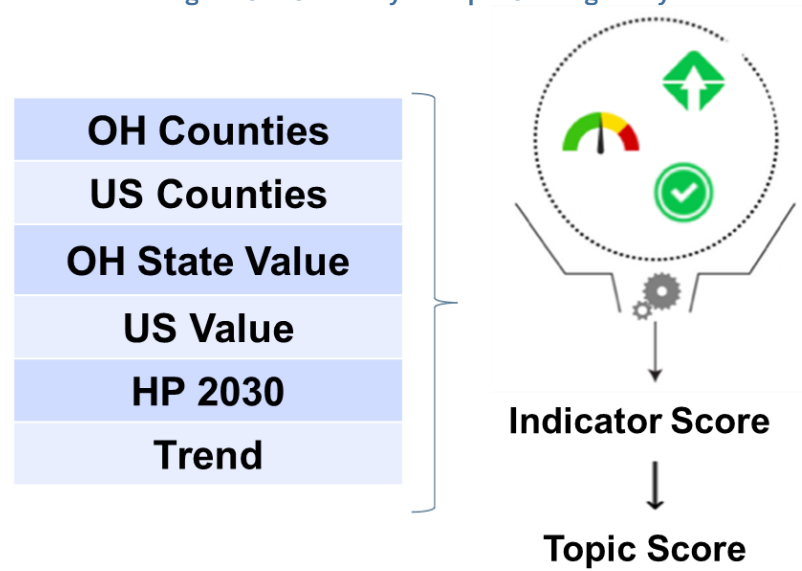 OH Counties
US Counties
OH State Value
US Value
HP 2030
Trend
Indicator Score
Topic Score